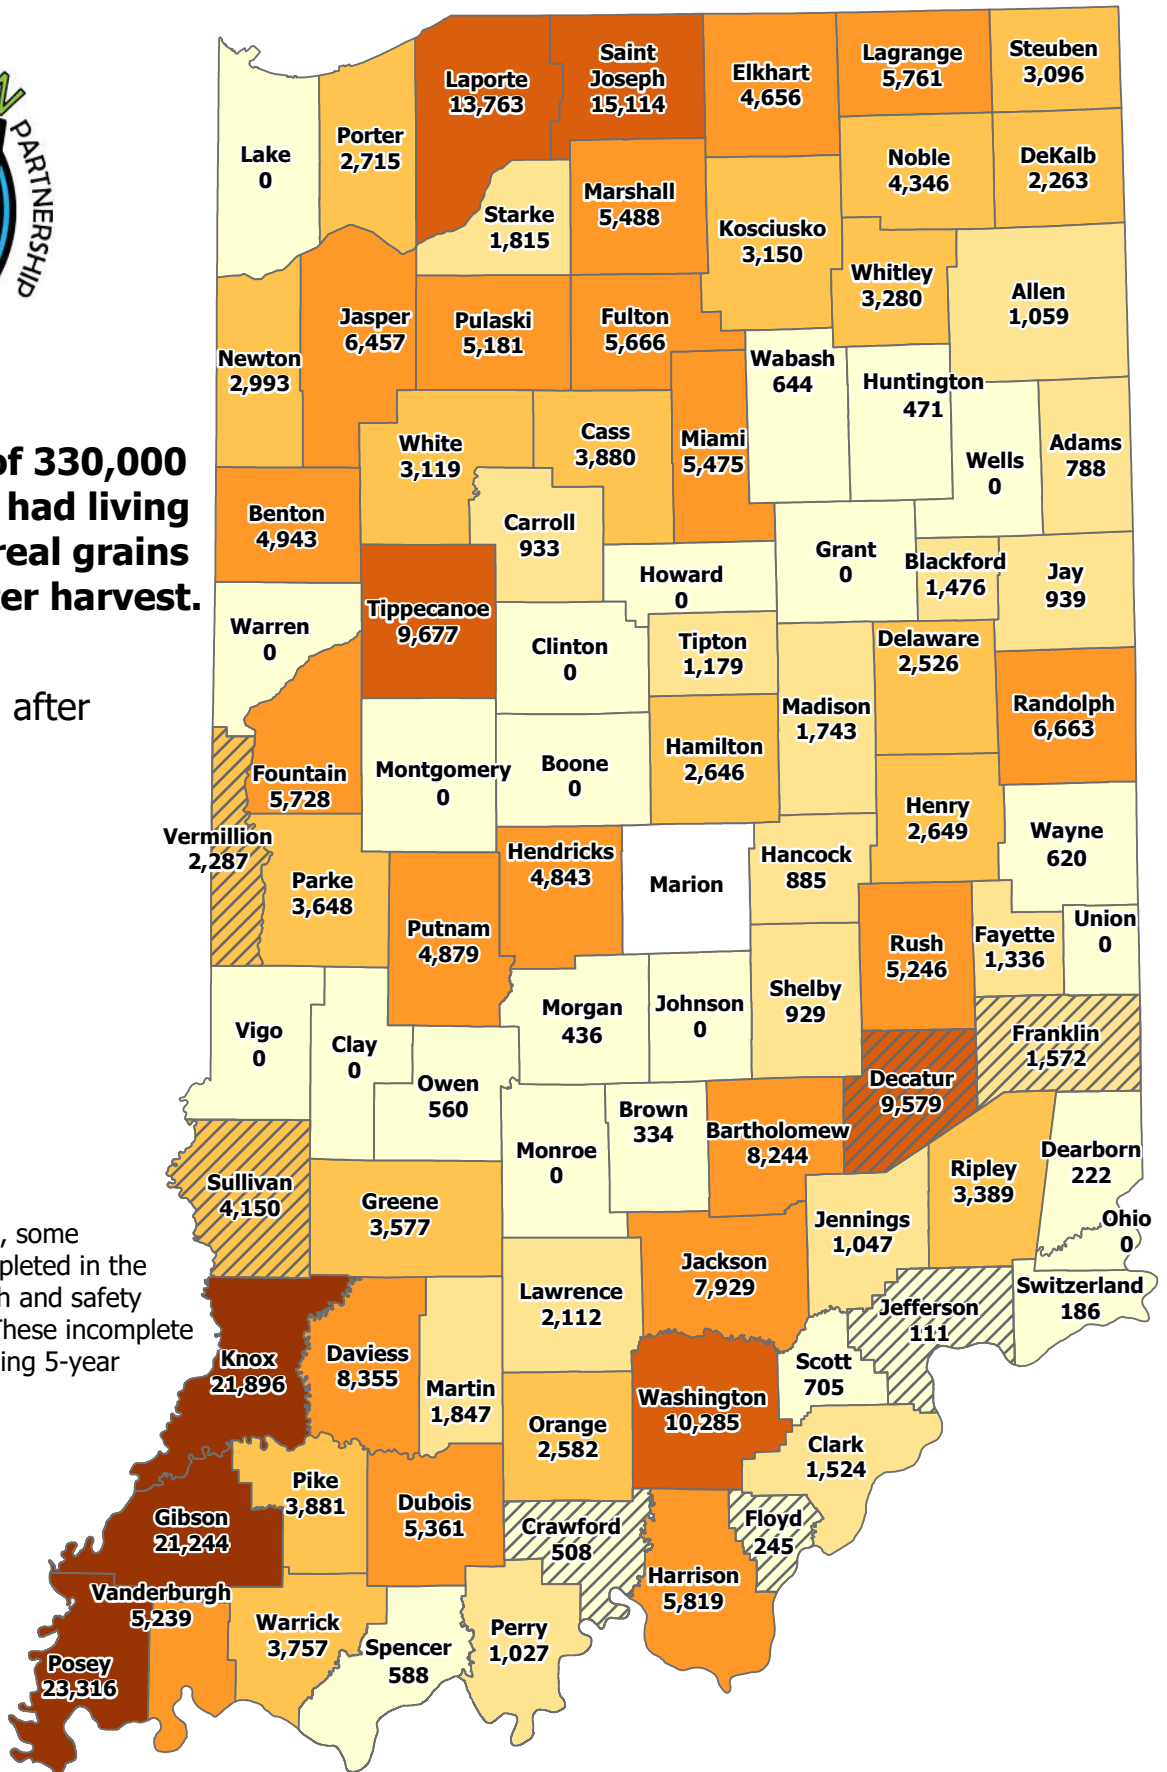 PARTNERSHIP
of 330,000
had living
real grains
ter harvest.
after
, some
pleted in the
h and safety
These incomplete
ing 5-year
Lake
0
Porter
2,715
Laporte
13,763
Saint
Joseph
15,114
Elkhart
4,656
Lagrange
5,761
Steuben
3,096
Starke
1,815
Marshall
5,488
Kosciusko
3,150
Noble
4,346
DeKalb
2,263
Whitley
3,280
Allen
1,059
Newton
2,993
Jasper
6,457
Pulaski
5,181
Fulton
5,666
Wabash
644
Huntington
471
Wells
0
Adams
788
White
3,119
Cass
3,880
Miami
5,475
Benton
4,943
Carroll
933
Howard
0
Grant
0
Blackford
1,476
Jay
939
Warren
0
Tippecanoe
9,677
Clinton
0
Tipton
1,179
Delaware
2,526
Randolph
6,663
Madison
1,743
Hamilton
2,646
Fountain
5,728
Montgomery
0
Boone
0
Henry
2,649
Wayne
620
Vermillion
2,287
Parke
3,648
Putnam
4,879
Hendricks
4,843
Marion
Hancock
885
Rush
5,246
Fayette
1,336
Union
0
Vigo
0
Clay
0
Owen
560
Morgan
436
Johnson
0
Shelby
929
Franklin
1,572
Decatur
9,579
Sullivan
4,150
Greene
3,577
Monroe
0
Brown
334
Bartholomew
8,244
Jennings
1,047
Ripley
3,389
Dearborn
222
Ohio
0
Switzerland
186
Jefferson
111
Jackson
7,929
Lawrence
2,112
Knox
21,896
Daviess
8,355
Martin
1,847
Orange
2,582
Washington
10,285
Scott
705
Clark
1,524
Gibson
21,244
Pike
3,881
Dubois
5,361
Crawford
508
Floyd
245
Harrison
5,819
Posey
23,316
Vanderburgh
5,239
Warrick
3,757
Spencer
588
Perry
1,027